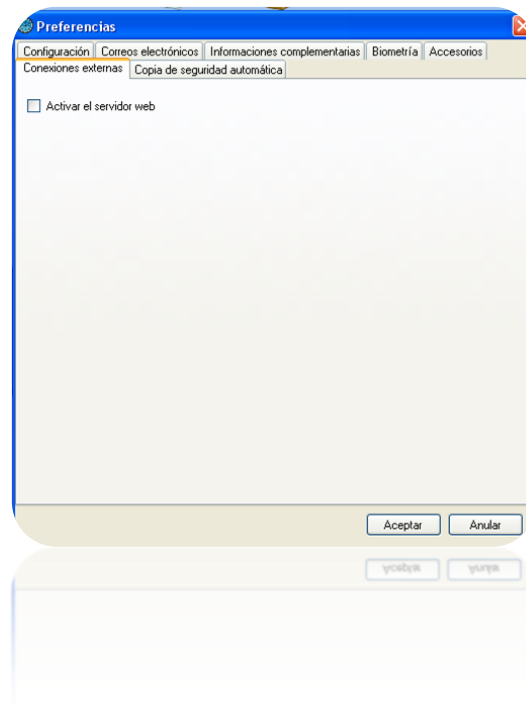 Preferencias
Configuración Correos electrónicos Informaciones complementarias Biometría Accesorios
Conexiones externas Copia de seguridad automática
Activar el servidor web
Aceptar Anular